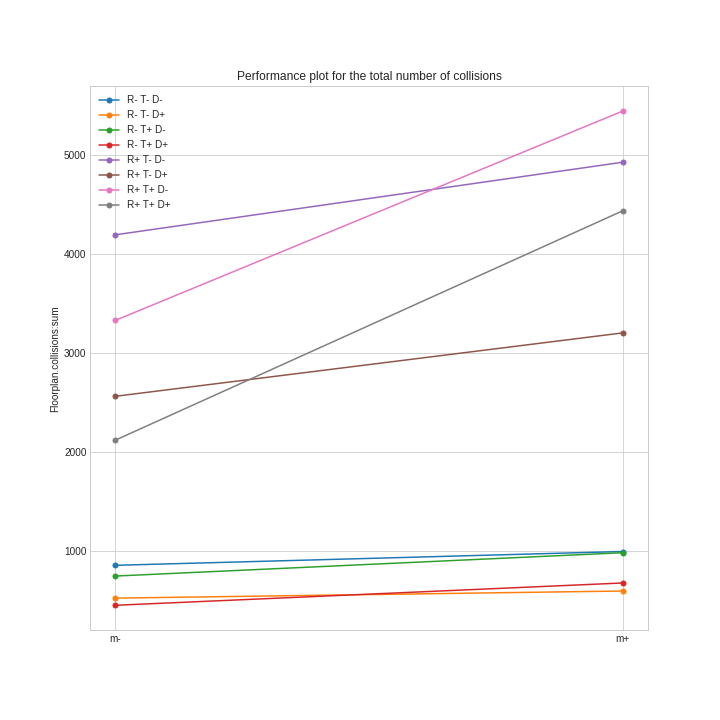 Performance plot for the total number of collisions
R- T- D-
R- T- D+
R- T+ D-
R- T+ D+
R+ T- D-
R+ T- D+
R+ T+ D-
R+ T+ D+
5000
4000
3000
2000
1000
Floorplan.collisions:sum
m-
m+